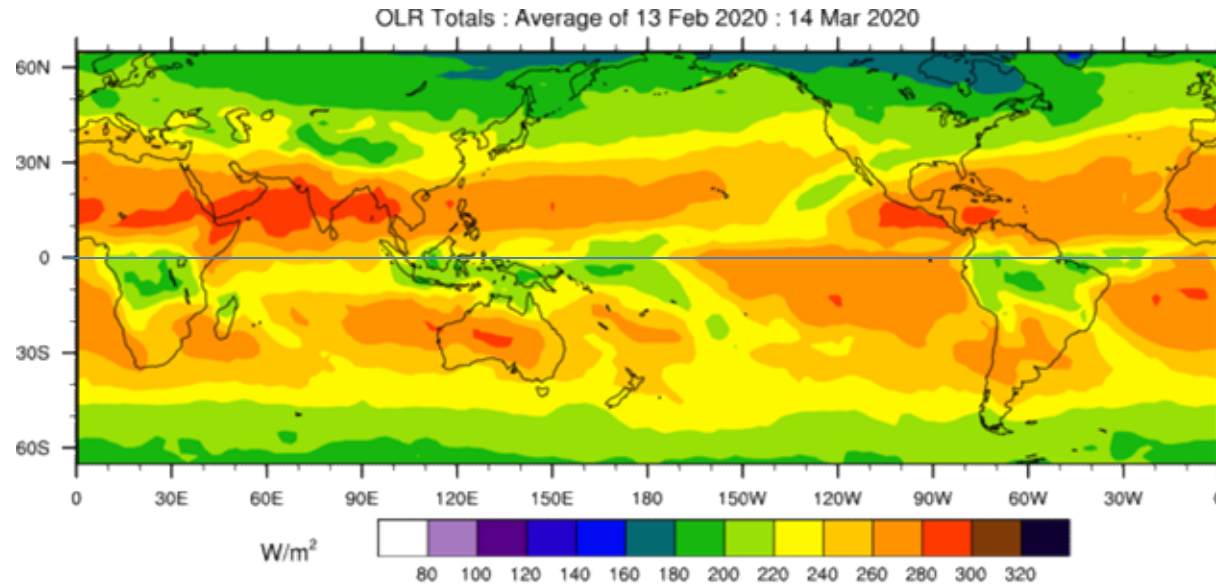 OLR Totals : Average of 13 Feb 2020 : 14 Mar 2020
60N
30N
0
30S
60S
0 30E 60E 90E 120E 150E 180 150W 120W 90W 60W 30W 0
W/m²
80 100 120 140 160 180 200 220 240 260 280 300 320